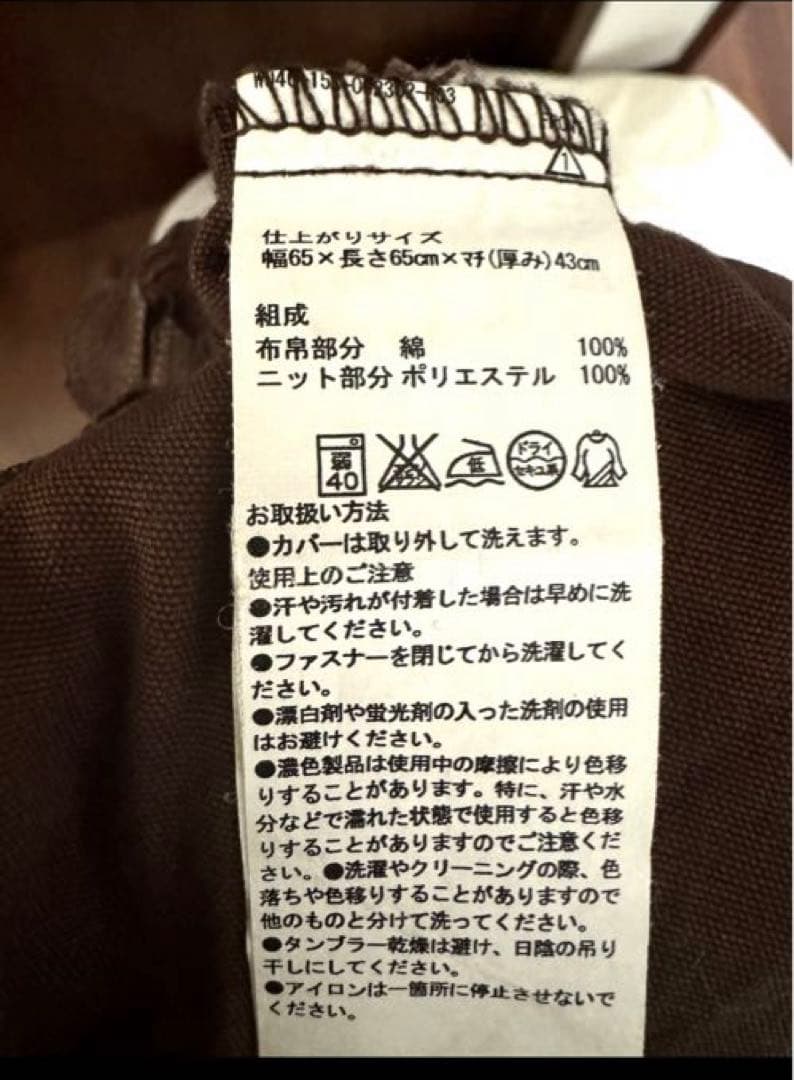 仕上がりサイズ
幅65×長さ65cm×マチ(厚み)43cm
組成
布帛部分 綿 100%
ニット部分 ポリエステル 100%
弱 40 低 ドライ セキユ系
お取扱い方法
●カバーは取り外して洗えます。
使用上のご注意
●汗や汚れが付着した場合は早めに洗
濯してください。
●ファスナーを閉じてから洗濯してく
ださい。
●漂白剤や蛍光剤の入った洗剤の使用
はお避けください。
●濃色製品は使用中の摩擦により色移
りすることがあります。特に、汗や水
分などで濡れた状態で使用すると色移
りすることがありますのでご注意くだ
さい。●洗濯やクリーニングの際、色
落ちや色移りすることがありますので
他のものと分けて洗ってください。
●タンブラー乾燥は避け、日陰の吊り
干しにしてください。
●アイロンは一箇所に停止させないで
ください。